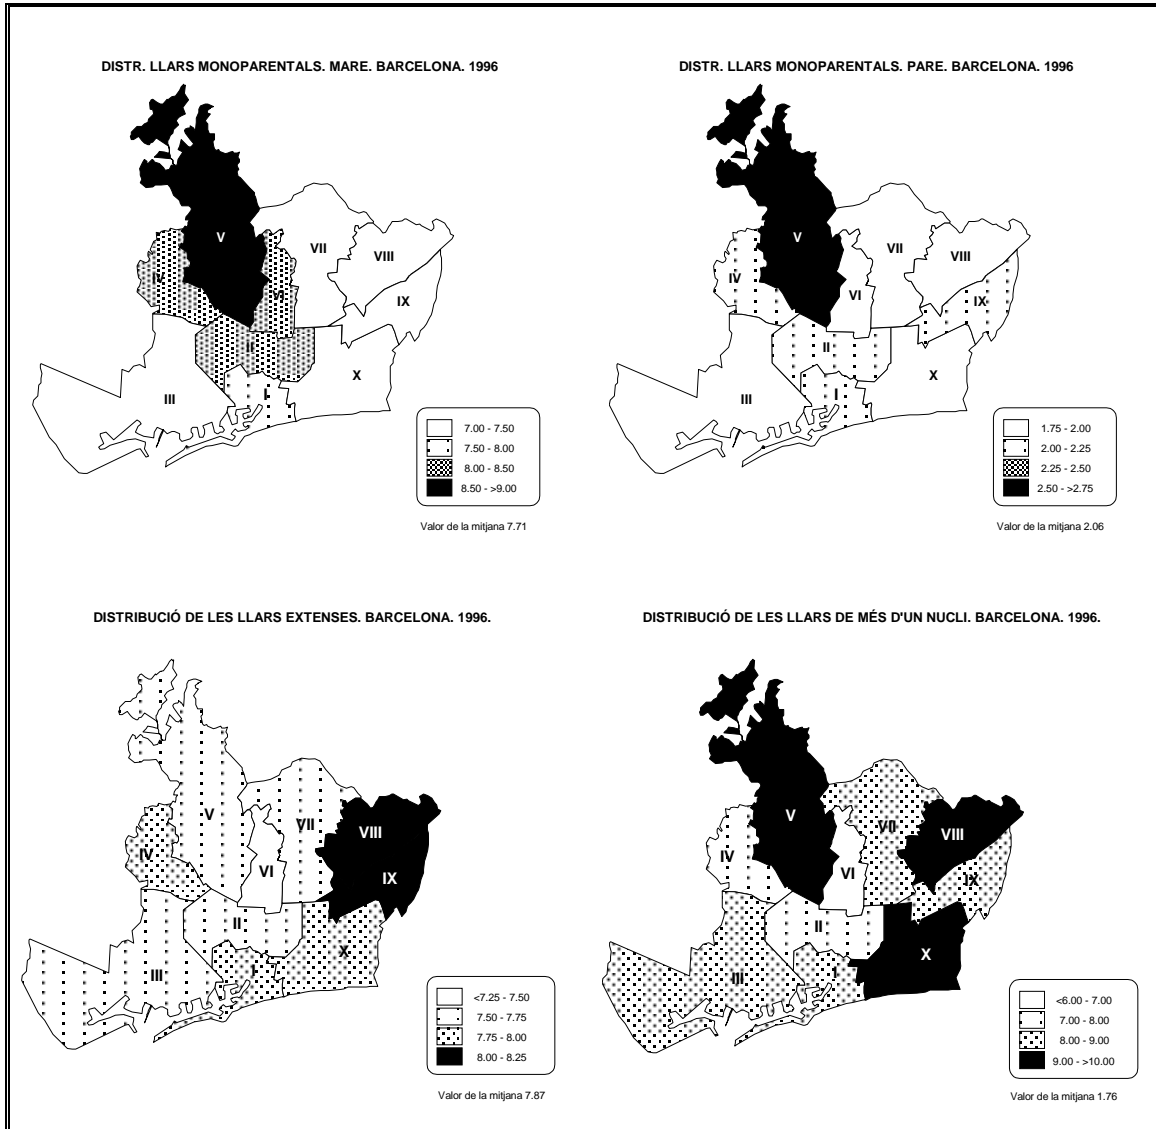 DISTR. LLARS MONOPARENTALS. MARE. BARCELONA. 1996
V
VII
VIII
IV
VI
IX
II
X
III
I
7.00 - 7.50
7.50 - 8.00
8.00 - 8.50
8.50 - >9.00
Valor de la mitjana 7.71
DISTR. LLARS MONOPARENTALS. PARE. BARCELONA. 1996
V
VII
VIII
IV
VI
IX
II
X
III
I
1.75 - 2.00
2.00 - 2.25
2.25 - 2.50
2.50 - >2.75
Valor de la mitjana 2.06
DISTRIBUCIÓ DE LES LLARS EXTENSES. BARCELONA. 1996.
V
VII
VIII
IV
VI
IX
II
X
III
I
<7.25 - 7.50
7.50 - 7.75
7.75 - 8.00
8.00 - 8.25
Valor de la mitjana 7.87
DISTRIBUCIÓ DE LES LLARS DE MÉS D'UN NUCLI. BARCELONA. 1996.
V
VII
VIII
IV
VI
IX
II
X
III
I
<6.00 - 7.00
7.00 - 8.00
8.00 - 9.00
9.00 - >10.00
Valor de la mitjana 1.76